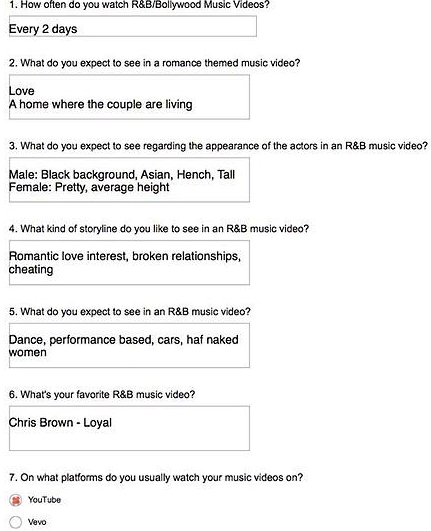 1. How often do you watch R&B/Bollywood Music Videos?
Every 2 days
2. What do you expect to see in a romance themed music video?
Love
A home where the couple are living
3. What do you expect to see regarding the appearance of the actors in an R&B music video?
Male: Black background, Asian, Hench, Tall
Female: Pretty, average height
4. What kind of storyline do you like to see in an R&B music video?
Romantic love interest, broken relationships,
cheating
5. What do you expect to see in an R&B music video?
Dance, performance based, cars, haf naked
women
6. What's your favorite R&B music video?
Chris Brown - Loyal
7. On what platforms do you usually watch your music videos on?
YouTube
Vevo